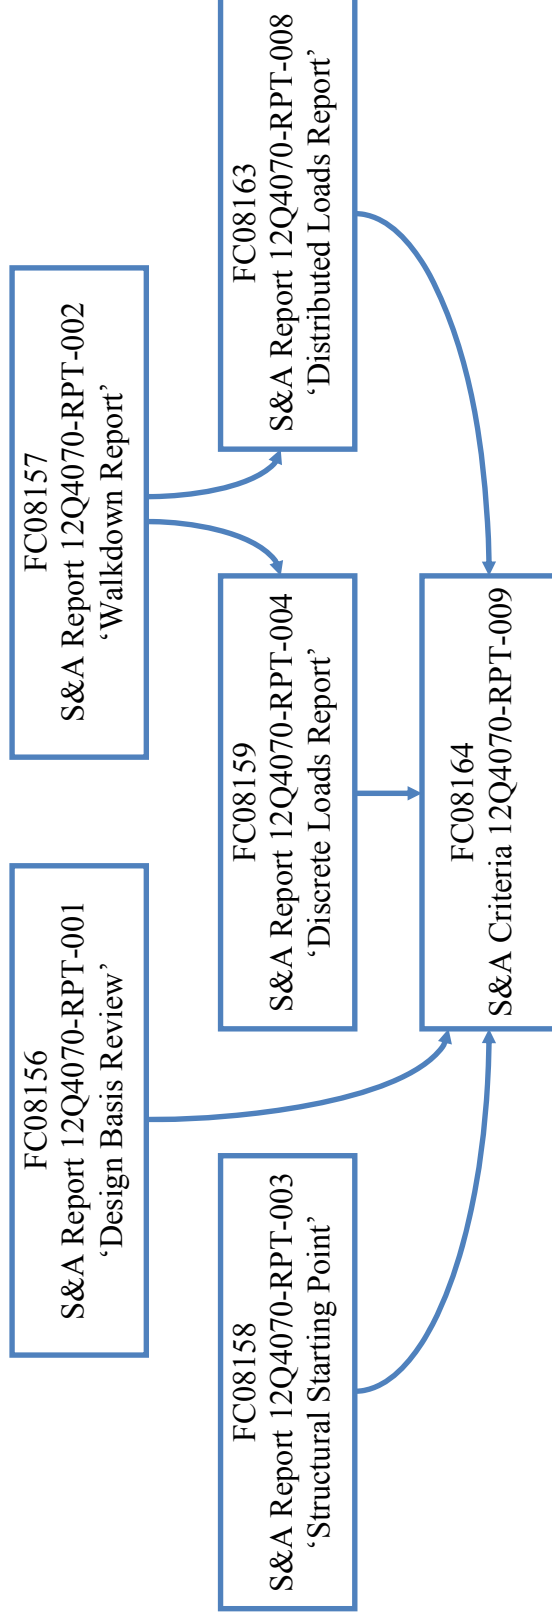 FC08156
S&A Report 12Q4070-RPT-001
‘Design Basis Review’
FC08157
S&A Report 12Q4070-RPT-002
‘Walkdown Report’
FC08158
S&A Report 12Q4070-RPT-003
‘Structural Starting Point’
FC08159
S&A Report 12Q4070-RPT-004
‘Discrete Loads Report’
FC08163
S&A Report 12Q4070-RPT-008
‘Distributed Loads Report’
FC08164
S&A Criteria 12Q4070-RPT-009